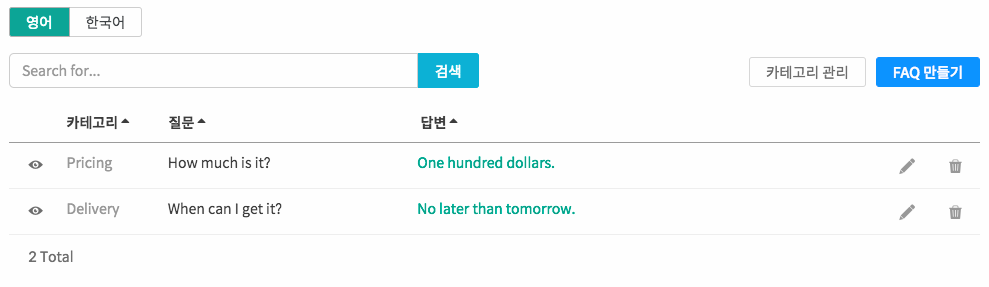 영어 한국어
Search for... 검색 카테고리 관리 FAQ 만들기
카테고리 질문 답변
Pricing How much is it? One hundred dollars.
Delivery When can I get it? No later than tomorrow.
2 Total